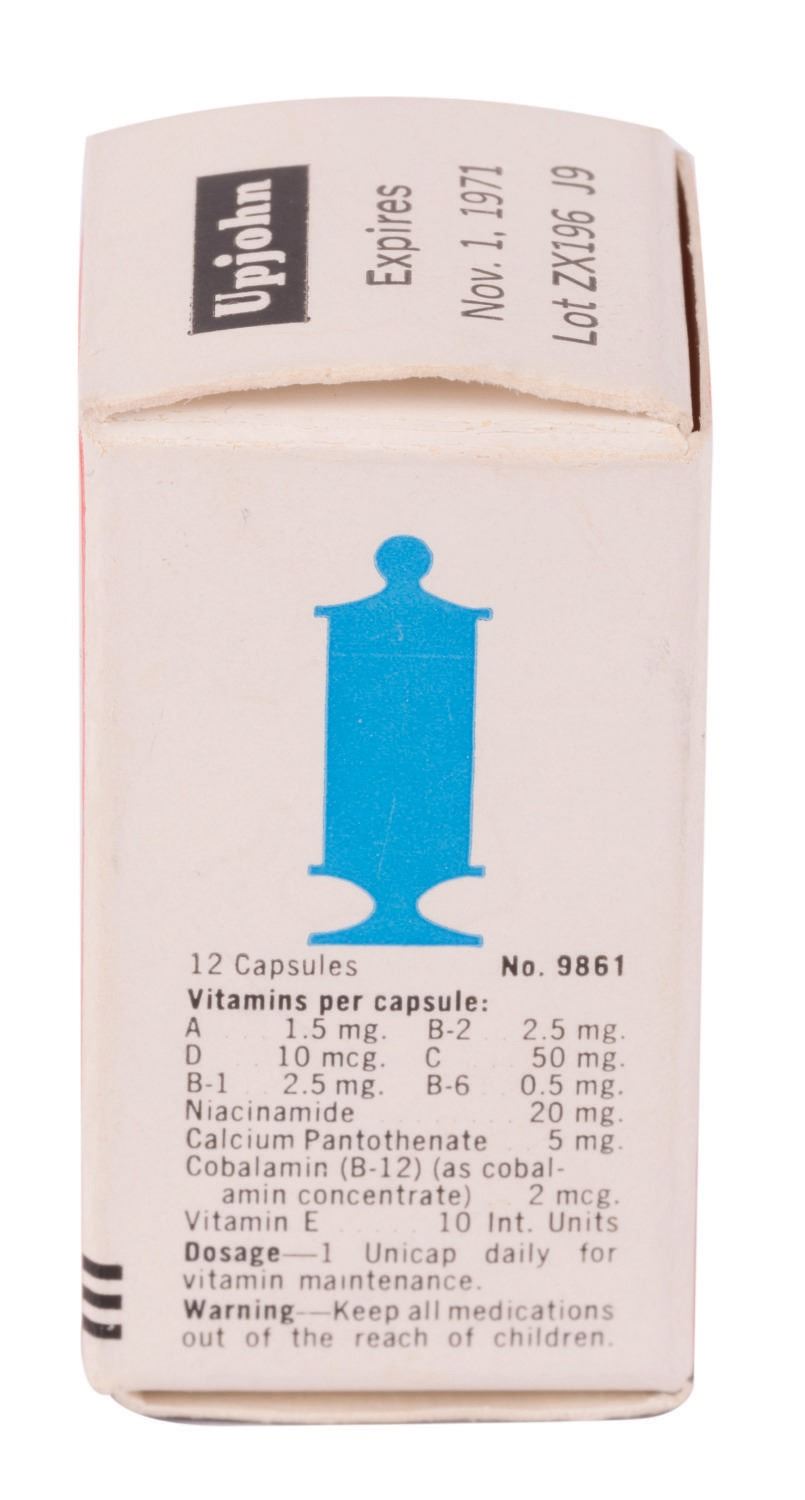 Upjohn
Expires
Nov. 1, 1971
Lot ZX196 J9
12 Capsules No. 9861
Vitamins per capsule:
A 1.5 mg. B-2 2.5 mg.
D 10 mcg. C 50 mg.
B-1 2.5 mg. B-6 0.5 mg.
Niacinamide 20 mg.
Calcium Pantothenate 5 mg.
Cobalamin (B-12) (as cobal-
amin concentrate) 2 mcg.
Vitamin E 10 Int. Units
Dosage—1 Unicap daily for
vitamin maintenance.
Warning—Keep all medications
out of the reach of children.